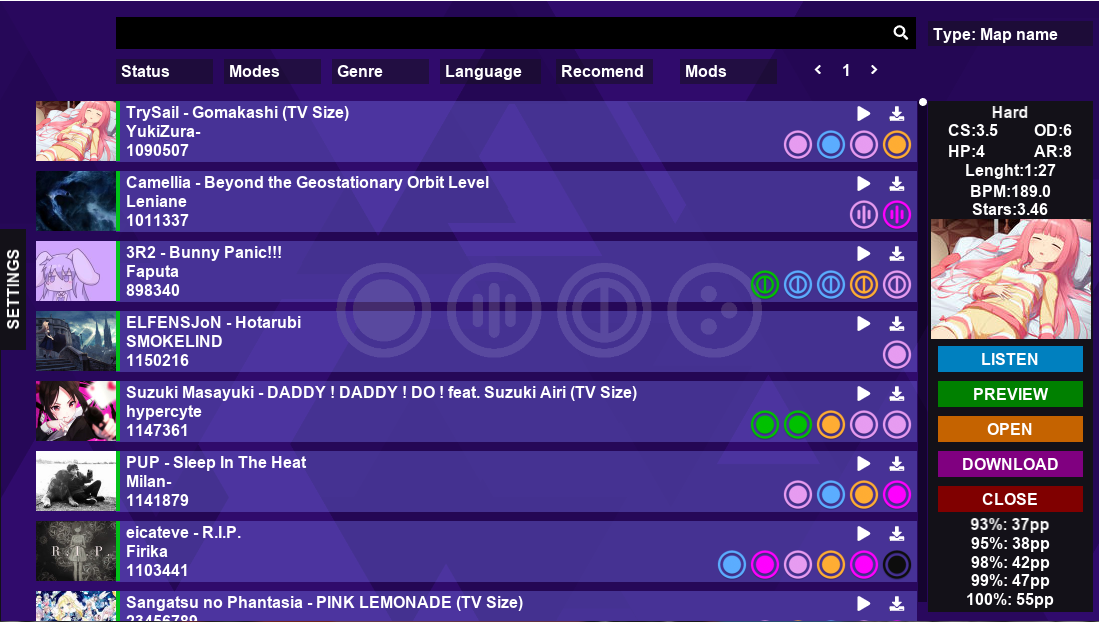 Type: Map name
Status Modes Genre Language Recomend Mods 1
TrySail - Gomakashi (TV Size)
YukiZura-
1090507
Camellia - Beyond the Geostationary Orbit Level
Leniane
1011337
3R2 - Bunny Panic!!!
Faputa
898340
ELFENSJoN - Hotarubi
SMOKELIND
1150216
Suzuki Masayuki - DADDY ! DADDY ! DO ! feat. Suzuki Airi (TV Size)
hypercyte
1147361
PUP - Sleep In The Heat
Milan-
1141879
eicateve - R.I.P.
Firika
1103441
R.I.P
Sangatsu no Phantasia - PINK LEMONADE (TV Size)
23456789
SETTINGS
Hard
CS:3.5 OD:6
HP:4 AR:8
Lenght:1:27
BPM:189.0
Stars:3.46
LISTEN
PREVIEW
OPEN
DOWNLOAD
CLOSE
93%: 37pp
95%: 38pp
98%: 42pp
99%: 47pp
100%: 55pp